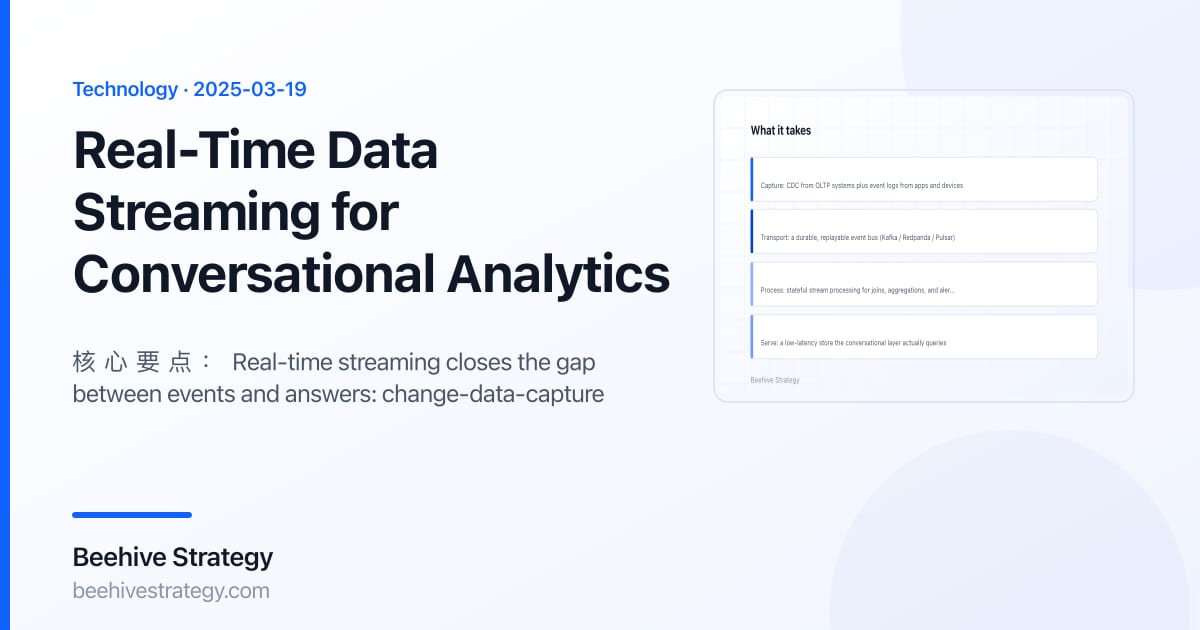 Technology · 2025-03-19
Real-Time Data
Streaming for
Conversational Analytics
核心要点： Real-time streaming closes the gap
between events and answers: change-data-capture
Beehive Strategy
beehivestrategy.com
What it takes
Capture: CDC from OLTP systems plus event logs from apps and devices
Transport: a durable, replayable event bus (Kafka / Redpanda / Pulsar)
Process: stateful stream processing for joins, aggregations, and aler...
Serve: a low-latency store the conversational layer actually queries
Beehive Strategy